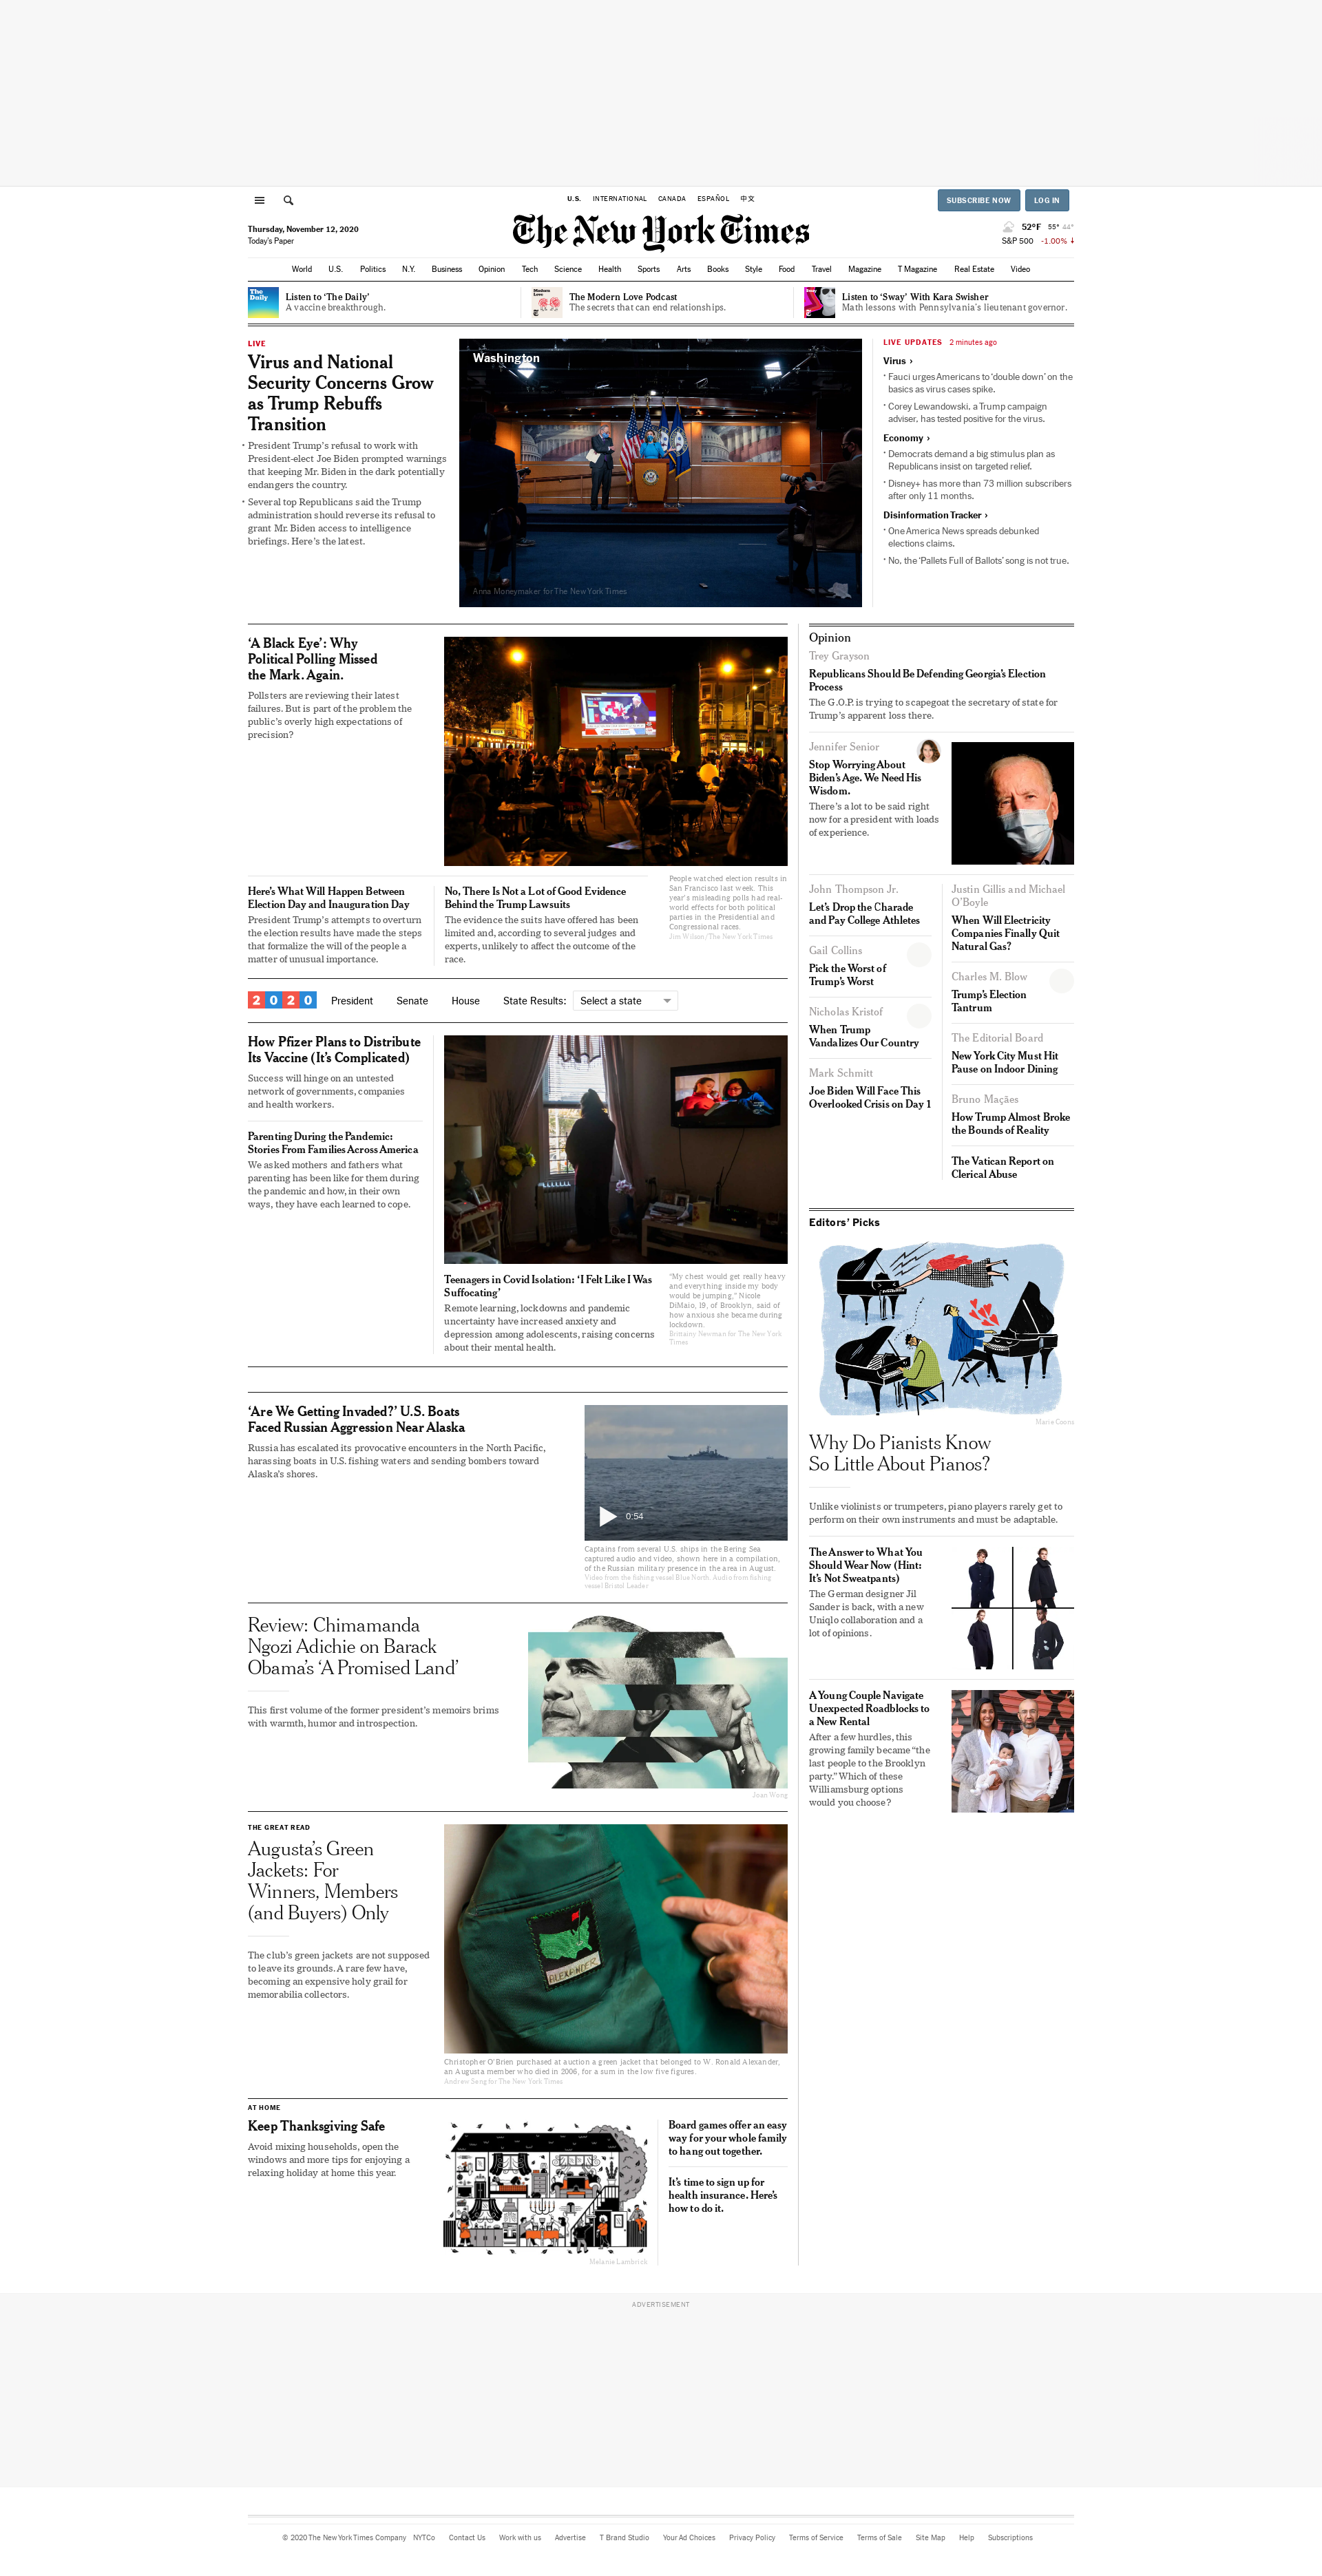 U.S. INTERNATIONAL CANADA ESPAÑOL 中文
SUBSCRIBE NOW LOG IN
Thursday, November 12, 2020
Today's Paper
The New York Times
52°F 55° 44°
S&P 500 -1.00%
World U.S. Politics N.Y. Business Opinion Tech Science Health Sports Arts Books Style Food Travel Magazine T Magazine Real Estate Video
The
Daily
Listen to ‘The Daily’
A vaccine breakthrough.
Modern
Love
The Modern Love Podcast
The secrets that can end relationships.
Sway
Listen to ‘Sway’ With Kara Swisher
Math lessons with Pennsylvania’s lieutenant governor.
LIVE
Virus and National
Security Concerns Grow
as Trump Rebuffs
Transition
• President Trump’s refusal to work with
President-elect Joe Biden prompted warnings
that keeping Mr. Biden in the dark potentially
endangers the country.
• Several top Republicans said the Trump
administration should reverse its refusal to
grant Mr. Biden access to intelligence
briefings. Here’s the latest.
Washington
Anna Moneymaker for The New York Times
LIVE UPDATES 2 minutes ago
Virus ›
• Fauci urges Americans to ‘double down’ on the
basics as virus cases spike.
• Corey Lewandowski, a Trump campaign
adviser, has tested positive for the virus.
Economy ›
• Democrats demand a big stimulus plan as
Republicans insist on targeted relief.
• Disney+ has more than 73 million subscribers
after only 11 months.
Disinformation Tracker ›
• One America News spreads debunked
elections claims.
• No, the ‘Pallets Full of Ballots’ song is not true.
‘A Black Eye’: Why
Political Polling Missed
the Mark. Again.
Pollsters are reviewing their latest
failures. But is part of the problem the
public’s overly high expectations of
precision?
People watched election results in
San Francisco last week. This
year’s misleading polls had real-
world effects for both political
parties in the Presidential and
Congressional races.
Jim Wilson/The New York Times
Here’s What Will Happen Between
Election Day and Inauguration Day
President Trump’s attempts to overturn
the election results have made the steps
that formalize the will of the people a
matter of unusual importance.
No, There Is Not a Lot of Good Evidence
Behind the Trump Lawsuits
The evidence the suits have offered has been
limited and, according to several judges and
experts, unlikely to affect the outcome of the
race.
2020 President Senate House State Results: Select a state
How Pfizer Plans to Distribute
Its Vaccine (It’s Complicated)
Success will hinge on an untested
network of governments, companies
and health workers.
Parenting During the Pandemic:
Stories From Families Across America
We asked mothers and fathers what
parenting has been like for them during
the pandemic and how, in their own
ways, they have each learned to cope.
Teenagers in Covid Isolation: ‘I Felt Like I Was
Suffocating’
Remote learning, lockdowns and pandemic
uncertainty have increased anxiety and
depression among adolescents, raising concerns
about their mental health.
“My chest would get really heavy
and everything inside my body
would be jumping,” Nicole
DiMaio, 19, of Brooklyn, said of
how anxious she became during
lockdown.
Brittainy Newman for The New York
Times
‘Are We Getting Invaded?’ U.S. Boats
Faced Russian Aggression Near Alaska
Russia has escalated its provocative encounters in the North Pacific,
harassing boats in U.S. fishing waters and sending bombers toward
Alaska’s shores.
0:54
Captains from several U.S. ships in the Bering Sea
captured audio and video, shown here in a compilation,
of the Russian military presence in the area in August.
Video from the fishing vessel Blue North. Audio from fishing
vessel Bristol Leader
Review: Chimamanda
Ngozi Adichie on Barack
Obama’s ‘A Promised Land’
This first volume of the former president’s memoirs brims
with warmth, humor and introspection.
Joan Wong
THE GREAT READ
Augusta’s Green
Jackets: For
Winners, Members
(and Buyers) Only
The club’s green jackets are not supposed
to leave its grounds. A rare few have,
becoming an expensive holy grail for
memorabilia collectors.
ALEXANDER
Christopher O’Brien purchased at auction a green jacket that belonged to W. Ronald Alexander,
an Augusta member who died in 2006, for a sum in the low five figures.
Andrew Seng for The New York Times
AT HOME
Keep Thanksgiving Safe
Avoid mixing households, open the
windows and more tips for enjoying a
relaxing holiday at home this year.
Melanie Lambrick
Board games offer an easy
way for your whole family
to hang out together.
It’s time to sign up for
health insurance. Here’s
how to do it.
Opinion
Trey Grayson
Republicans Should Be Defending Georgia’s Election
Process
The G.O.P. is trying to scapegoat the secretary of state for
Trump’s apparent loss there.
Jennifer Senior
Stop Worrying About
Biden’s Age. We Need His
Wisdom.
There’s a lot to be said right
now for a president with loads
of experience.
John Thompson Jr.
Let’s Drop the Charade
and Pay College Athletes
Gail Collins
Pick the Worst of
Trump’s Worst
Nicholas Kristof
When Trump
Vandalizes Our Country
Mark Schmitt
Joe Biden Will Face This
Overlooked Crisis on Day 1
Justin Gillis and Michael
O’Boyle
When Will Electricity
Companies Finally Quit
Natural Gas?
Charles M. Blow
Trump’s Election
Tantrum
The Editorial Board
New York City Must Hit
Pause on Indoor Dining
Bruno Maçães
How Trump Almost Broke
the Bounds of Reality
The Vatican Report on
Clerical Abuse
Editors’ Picks
Why Do Pianists Know
So Little About Pianos?
Unlike violinists or trumpeters, piano players rarely get to
perform on their own instruments and must be adaptable.
The Answer to What You
Should Wear Now (Hint:
It’s Not Sweatpants)
The German designer Jil
Sander is back, with a new
Uniqlo collaboration and a
lot of opinions.
A Young Couple Navigate
Unexpected Roadblocks to
a New Rental
After a few hurdles, this
growing family became “the
last people to the Brooklyn
party.” Which of these
Williamsburg options
would you choose?
ADVERTISEMENT
© 2020 The New York Times Company NYTCo Contact Us Work with us Advertise T Brand Studio Your Ad Choices Privacy Policy Terms of Service Terms of Sale Site Map Help Subscriptions